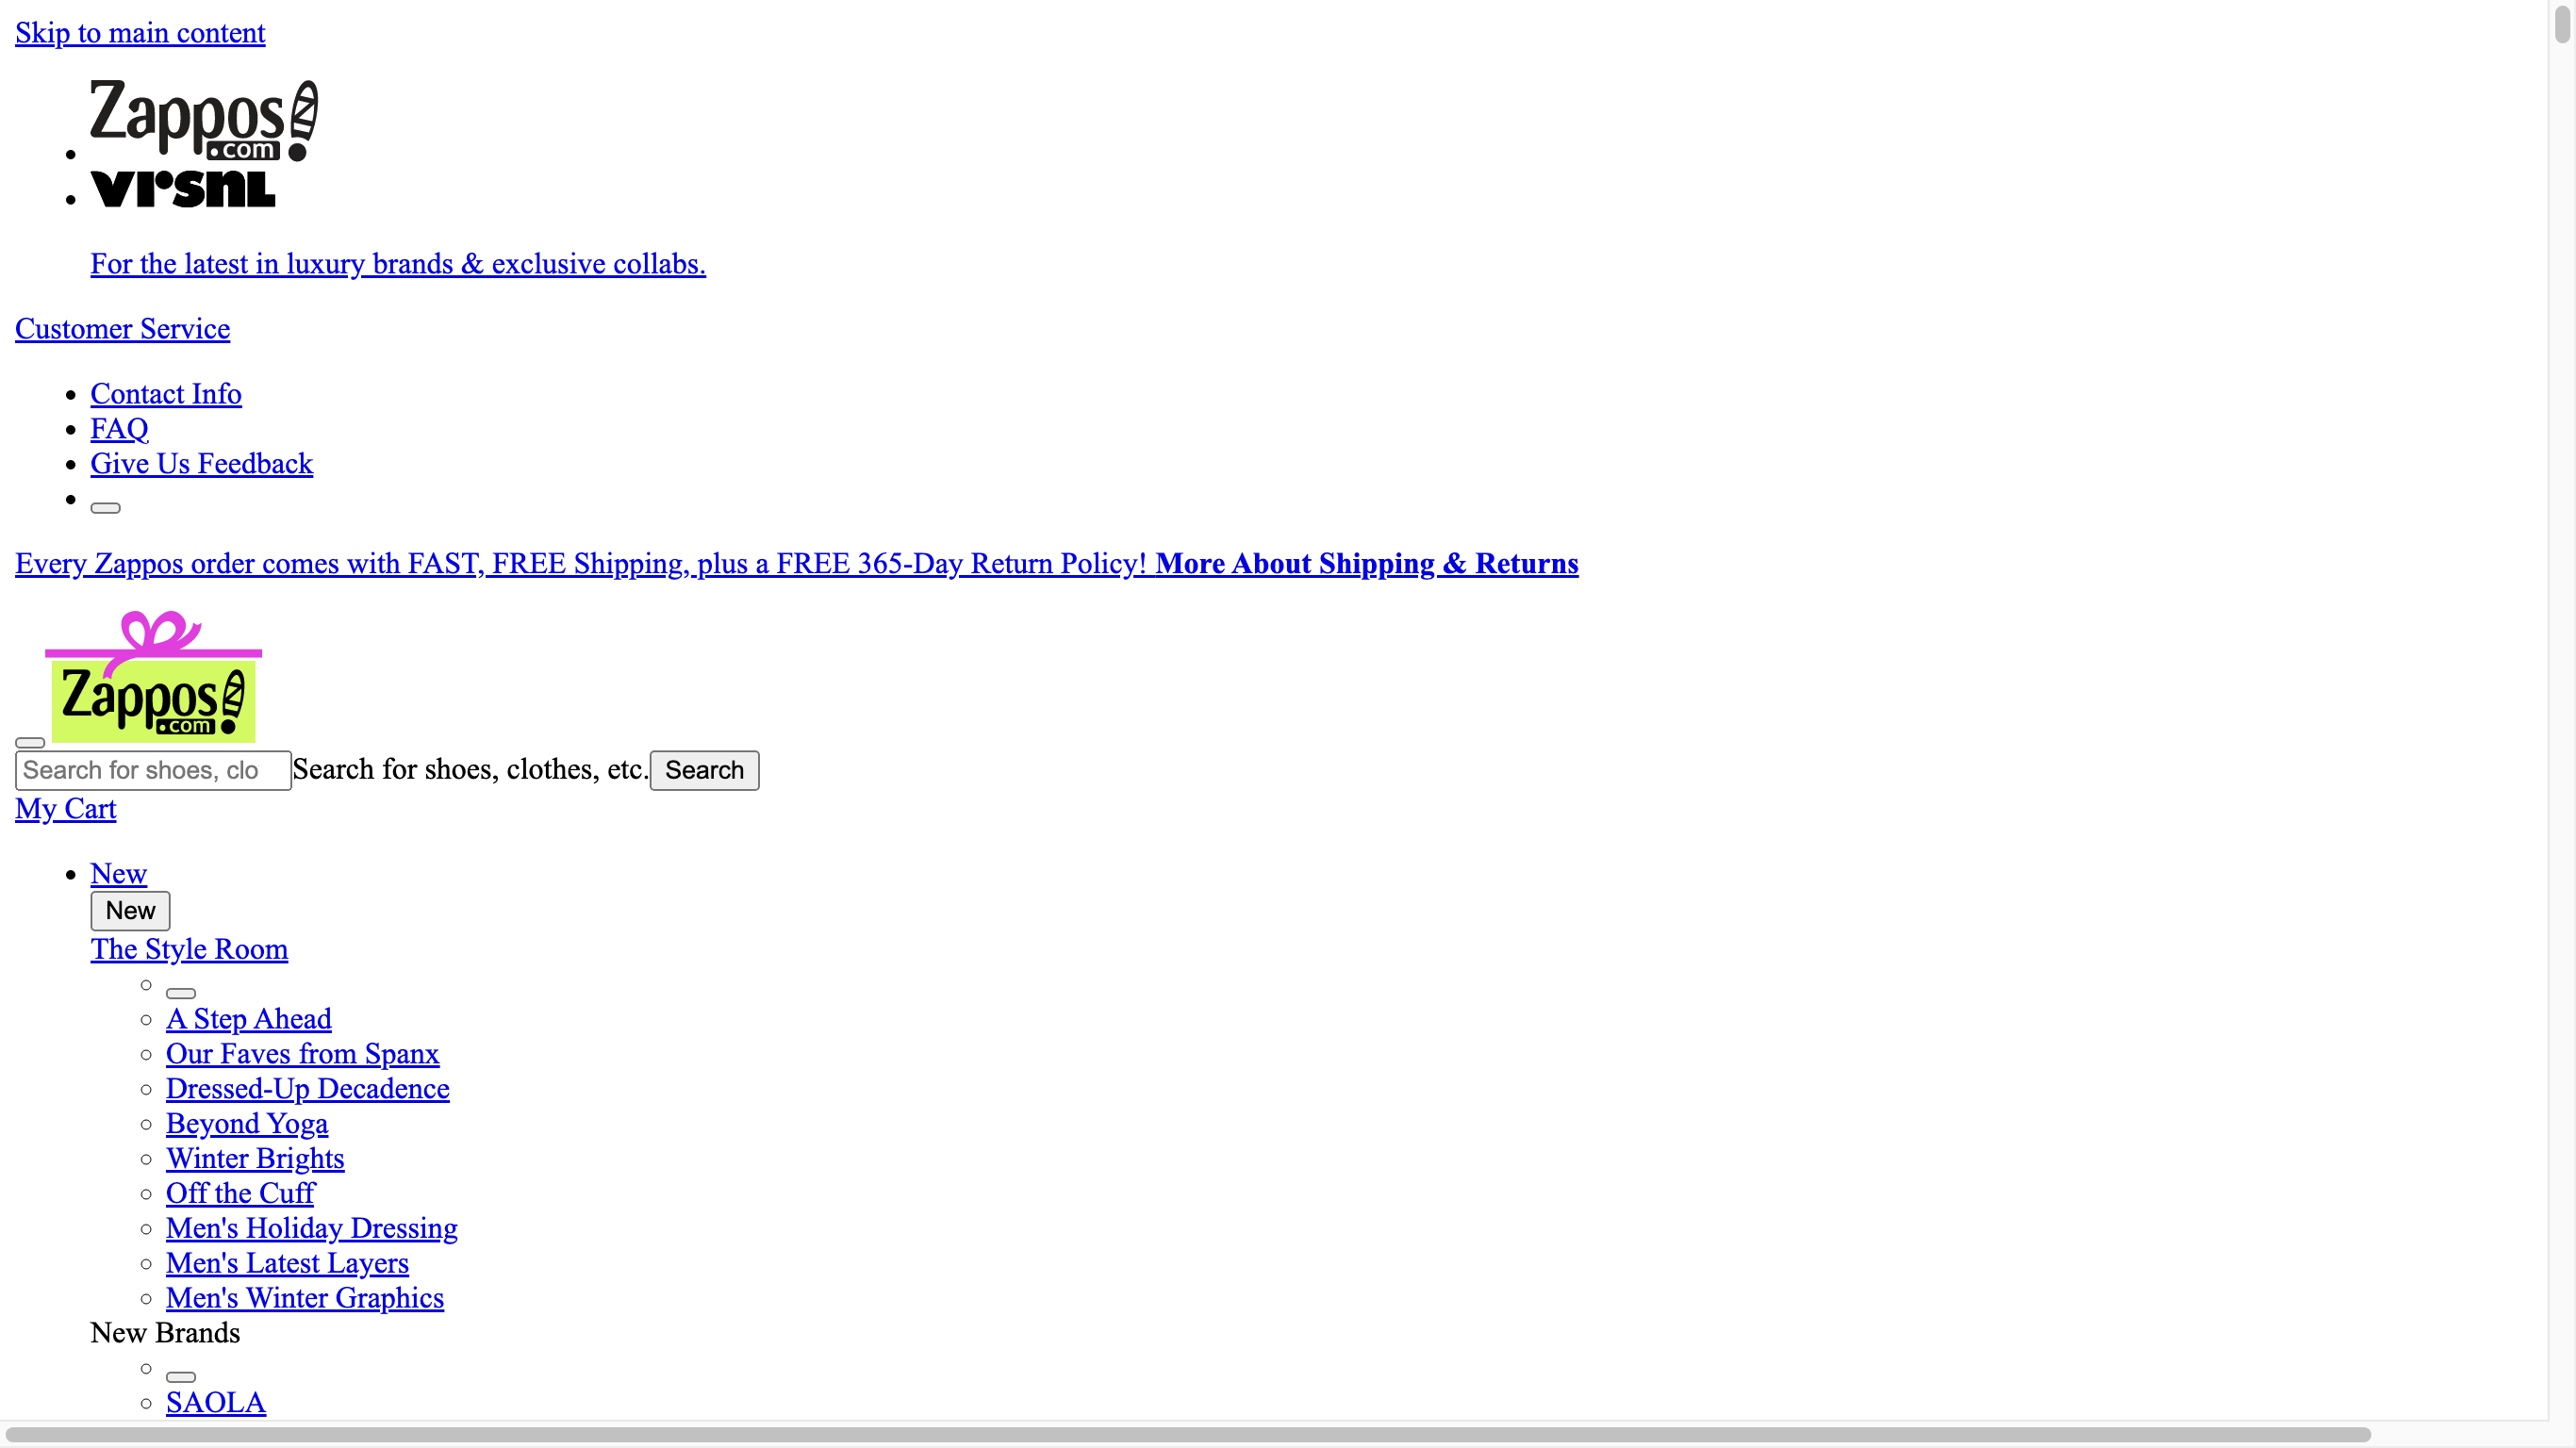 Skip to main content
Zappos
.com
vrsnl
For the latest in luxury brands & exclusive collabs.
Customer Service
Contact Info
FAQ
Give Us Feedback
Every Zappos order comes with FAST, FREE Shipping, plus a FREE 365-Day Return Policy! More About Shipping & Returns
Zappos
.com
Search for shoes, clo Search for shoes, clothes, etc. Search
My Cart
New
New
The Style Room
A Step Ahead
Our Faves from Spanx
Dressed-Up Decadence
Beyond Yoga
Winter Brights
Off the Cuff
Men's Holiday Dressing
Men's Latest Layers
Men's Winter Graphics
New Brands
SAOLA